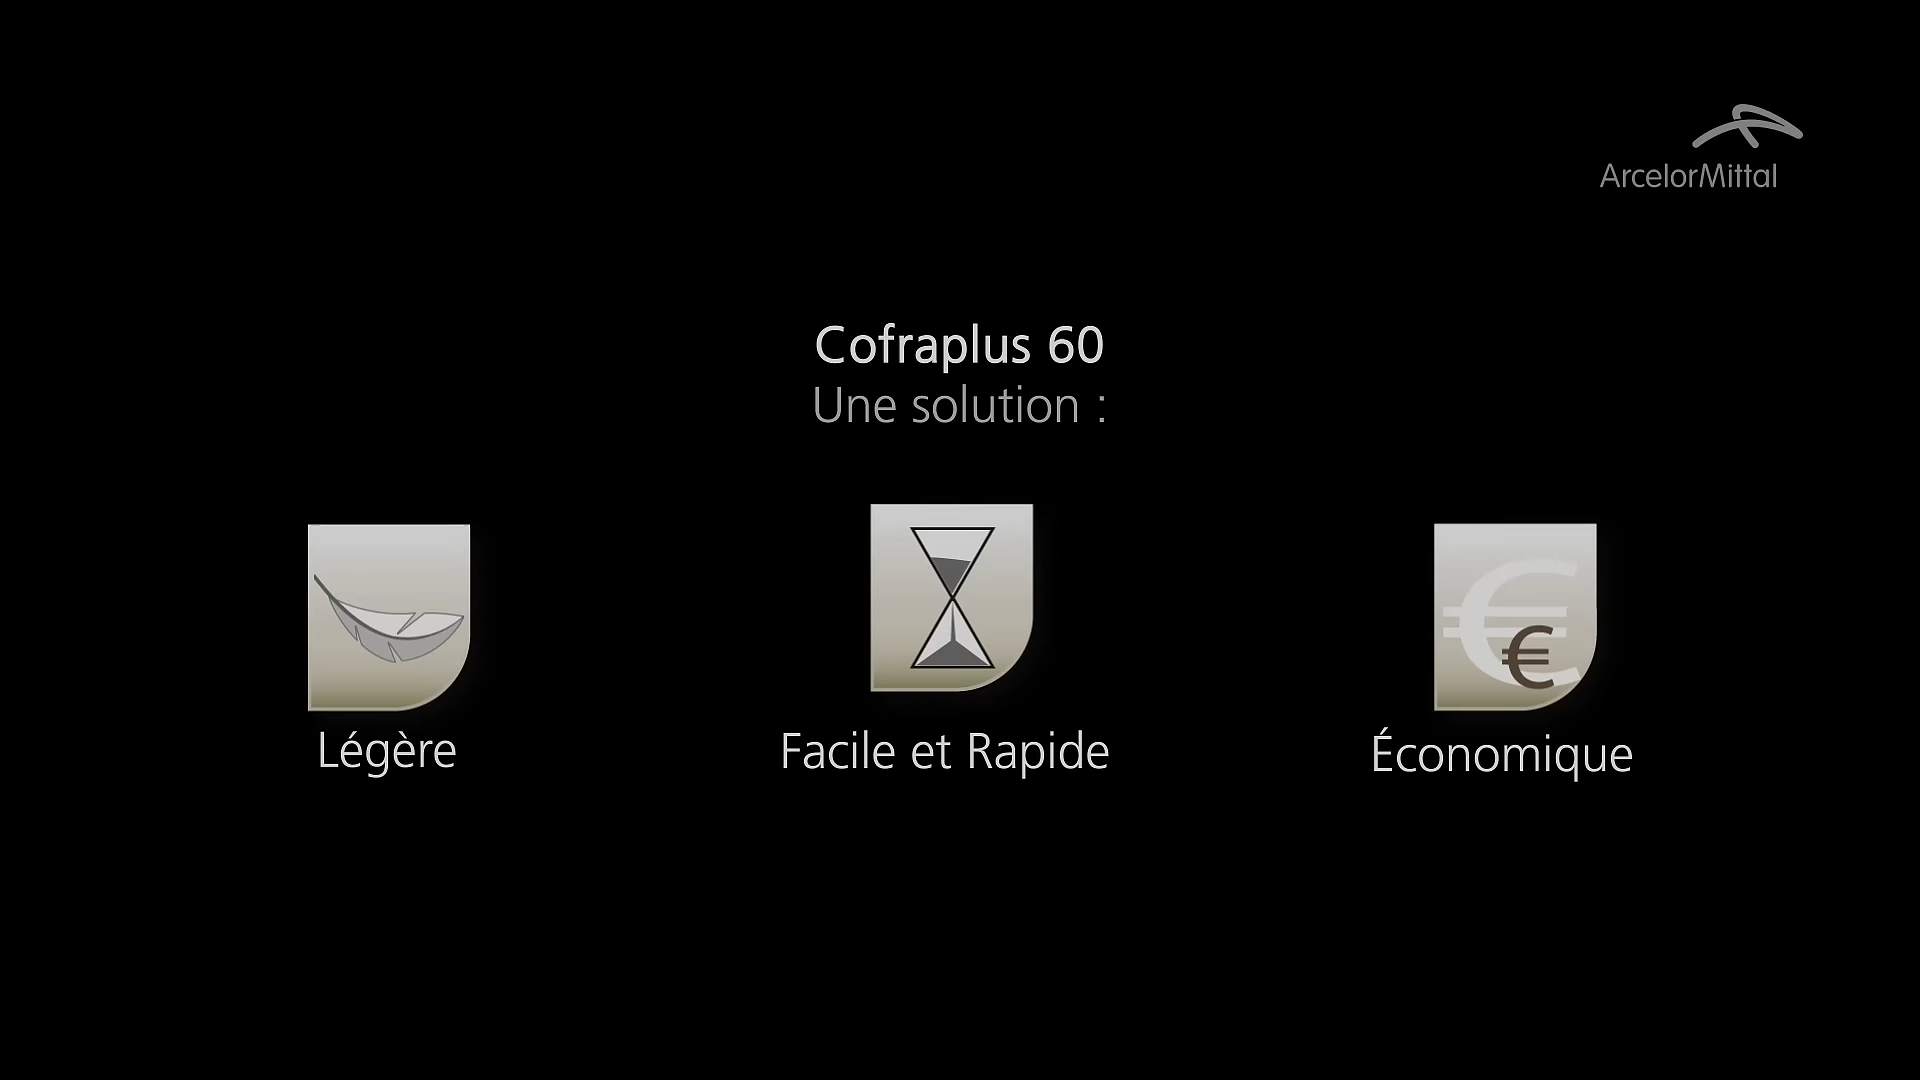 ArcelorMittal
Cofraplus 60
Une solution :
€
€
Légère
Facile et Rapide
Économique